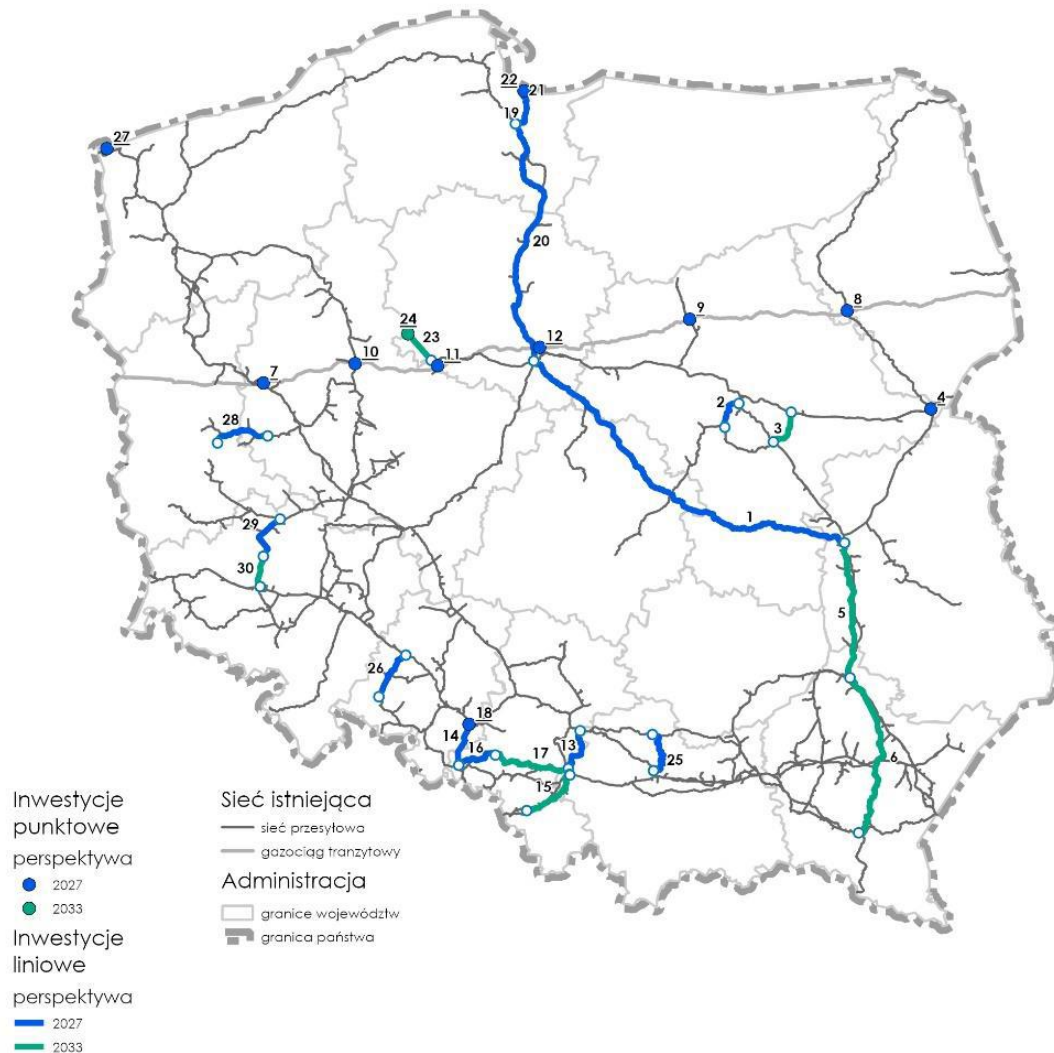 22
21
19
27
20
24
23
12
9
8
10
11
7
4
2
28
3
29
1
30
5
26
18
14
16
17
13
25
15
6
Inwestycje
punktowe
perspektywa
2027
2033
Inwestycje
liniowe
perspektywa
2027
2033
Sieć istniejąca
sieć przesyłowa
gazociąg tranzytowy
Administracja
granice województw
granica państwa